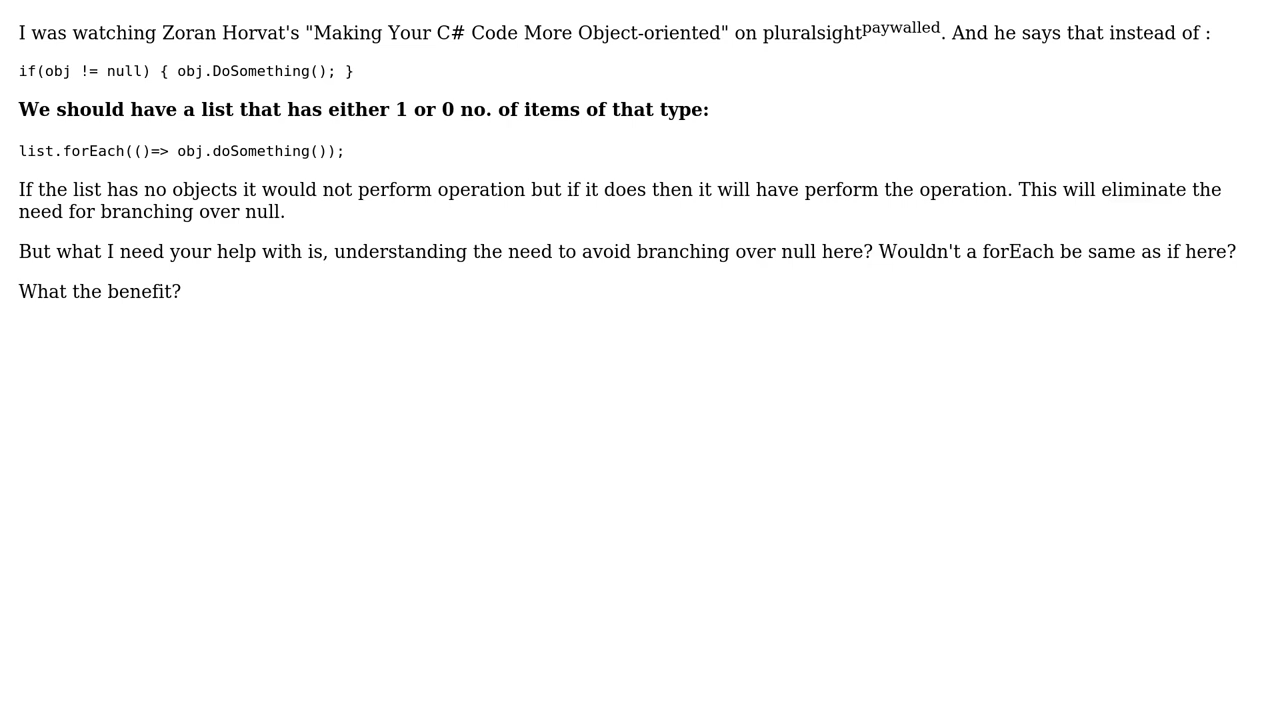 I was watching Zoran Horvat's "Making Your C# Code More Object-oriented" on pluralsightpaywalled. And he says that instead of :
if(obj != null) { obj.DoSomething(); }
We should have a list that has either 1 or 0 no. of items of that type:
list.forEach(()=> obj.doSomething());
If the list has no objects it would not perform operation but if it does then it will have perform the operation. This will eliminate the
need for branching over null.
But what I need your help with is, understanding the need to avoid branching over null here? Wouldn't a forEach be same as if here?
What the benefit?